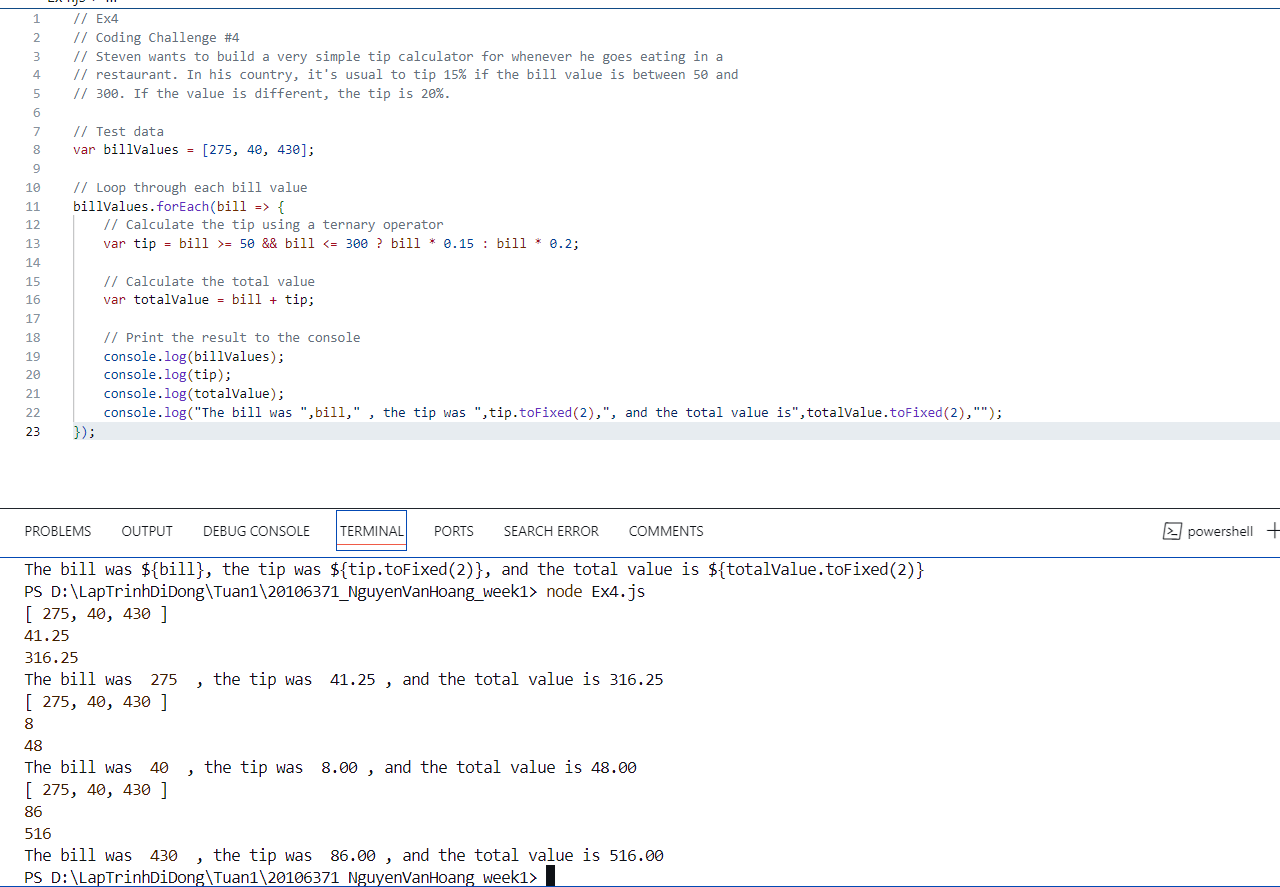 1 // Ex4
2 // Coding Challenge #4
3 // Steven wants to build a very simple tip calculator for whenever he goes eating in a
4 // restaurant. In his country, it's usual to tip 15% if the bill value is between 50 and
5 // 300. If the value is different, the tip is 20%.
6
7 // Test data
8 var billValues = [275, 40, 430];
9
10 // Loop through each bill value
11 billValues.forEach(bill => {
12 // Calculate the tip using a ternary operator
13 var tip = bill >= 50 && bill <= 300 ? bill * 0.15 : bill * 0.2;
14
15 // Calculate the total value
16 var totalValue = bill + tip;
17
18 // Print the result to the console
19 console.log(billValues);
20 console.log(tip);
21 console.log(totalValue);
22 console.log("The bill was ",bill," , the tip was ",tip.toFixed(2),", and the total value is",totalValue.toFixed(2),"");
23 });
PROBLEMS OUTPUT DEBUG CONSOLE TERMINAL PORTS SEARCH ERROR COMMENTS powershell
The bill was ${bill}, the tip was ${tip.toFixed(2)}, and the total value is ${totalValue.toFixed(2)}
PS D:\LapTrinhDiDong\Tuan1\20106371_NguyenVanHoang_week1> node Ex4.js
[ 275, 40, 430 ]
41.25
316.25
The bill was  275  , the tip was  41.25 , and the total value is 316.25
[ 275, 40, 430 ]
8
48
The bill was  40  , the tip was  8.00 , and the total value is 48.00
[ 275, 40, 430 ]
86
516
The bill was  430  , the tip was  86.00 , and the total value is 516.00
PS D:\LapTrinhDiDong\Tuan1\20106371_NguyenVanHoang_week1>